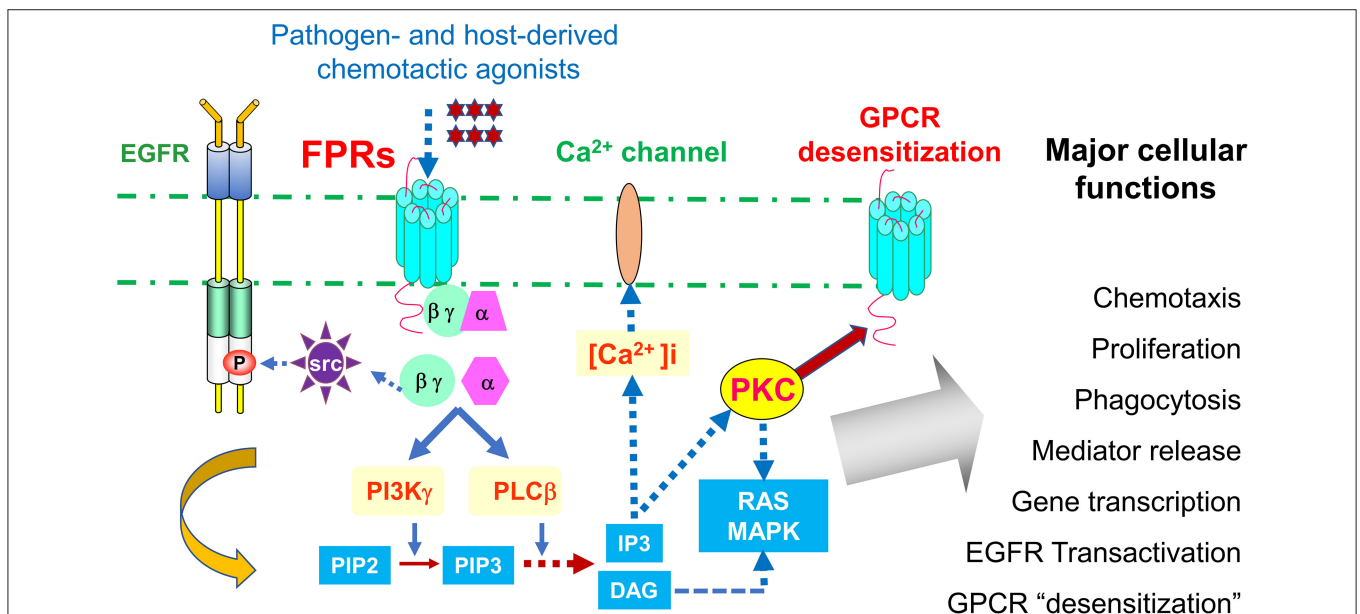 Pathogen- and host-derived
chemotactic agonists
EGFR
FPRs
Ca²⁺ channel
GPCR
desensitization
Major cellular
functions
β γ
α
P
src
β γ
α
[Ca²⁺ ]i
PKC
PI3Kγ
PLCβ
RAS
MAPK
PIP2
PIP3
IP3
DAG
Chemotaxis
Proliferation
Phagocytosis
Mediator release
Gene transcription
EGFR Transactivation
GPCR “desensitization”